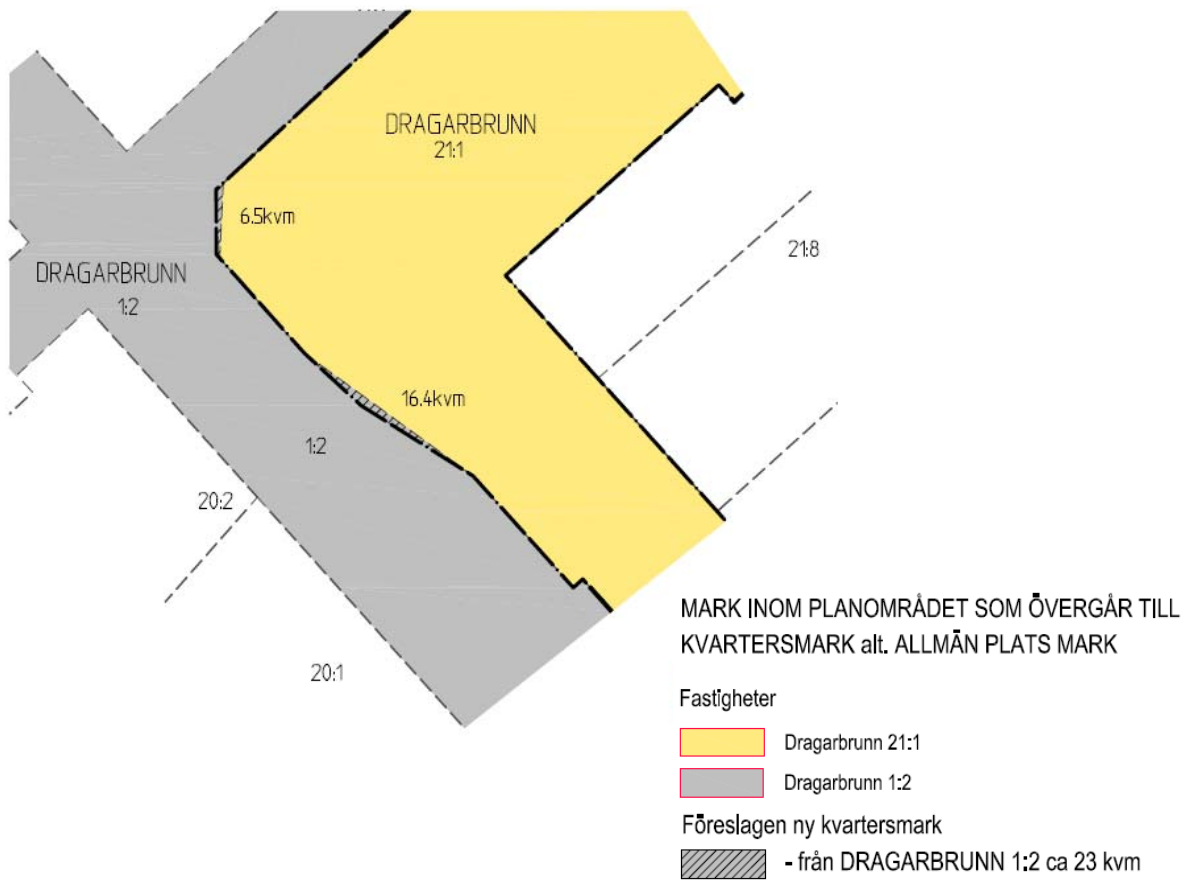 DRAGARBRUNN
21:1
6.5kvm
21:8
DRAGARBRUNN
1:2
16.4kvm
1:2
20:2
20:1
MARK INOM PLANOMRÅDET SOM ÖVERGÅR TILL
KVARTERSMARK alt. ALLMÄN PLATS MARK
Fastigheter
Dragarbrunn 21:1
Dragarbrunn 1:2
Föreslagen ny kvartersmark
- från DRAGARBRUNN 1:2 ca 23 kvm